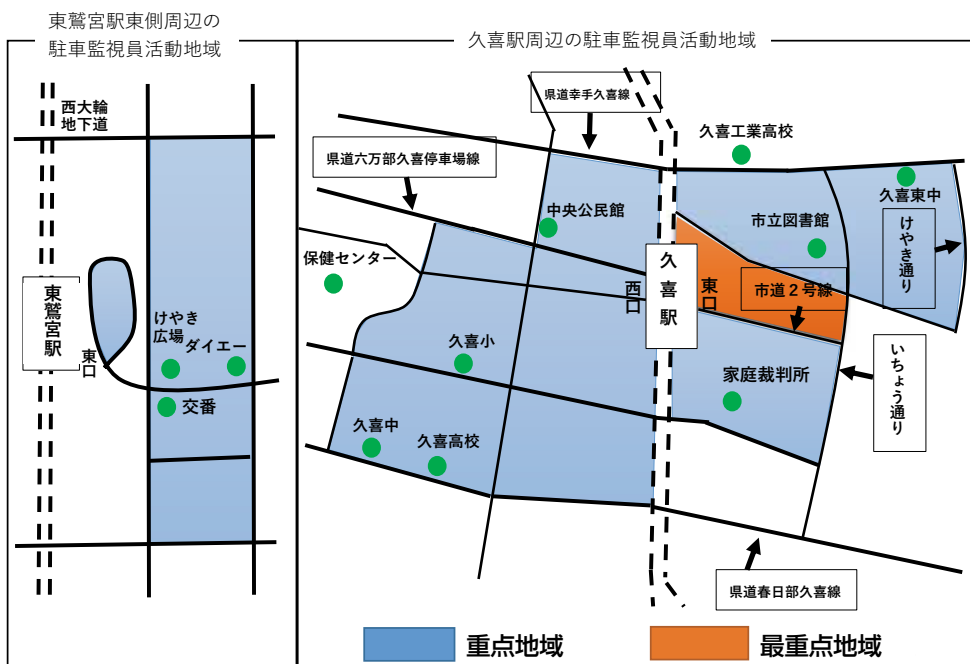 東鷲宮駅東側周辺の
駐車監視員活動地域
久喜駅周辺の駐車監視員活動地域
西大輪
地下道
東鷲宮駅
東口
けやき
広場
ダイエー
交番
県道幸手久喜線
県道六万部久喜停車場線
久喜工業高校
久喜東中
中央公民館
市立図書館
けやき通り
保健センター
西口
久喜駅
東口
市道２号線
久喜小
家庭裁判所
いちょう通り
久喜中
久喜高校
県道春日部久喜線
重点地域
最重点地域